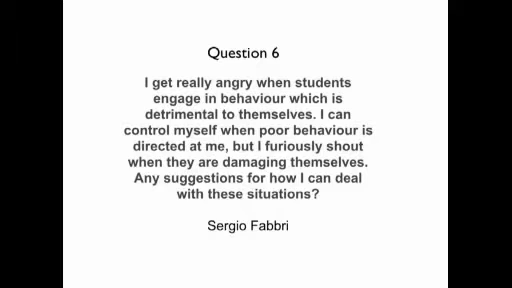 Question 6
I get really angry when students
engage in behaviour which is
detrimental to themselves. I can
control myself when poor behaviour is
directed at me, but I furiously shout
when they are damaging themselves.
Any suggestions for how I can deal
with these situations?
Sergio Fabbri